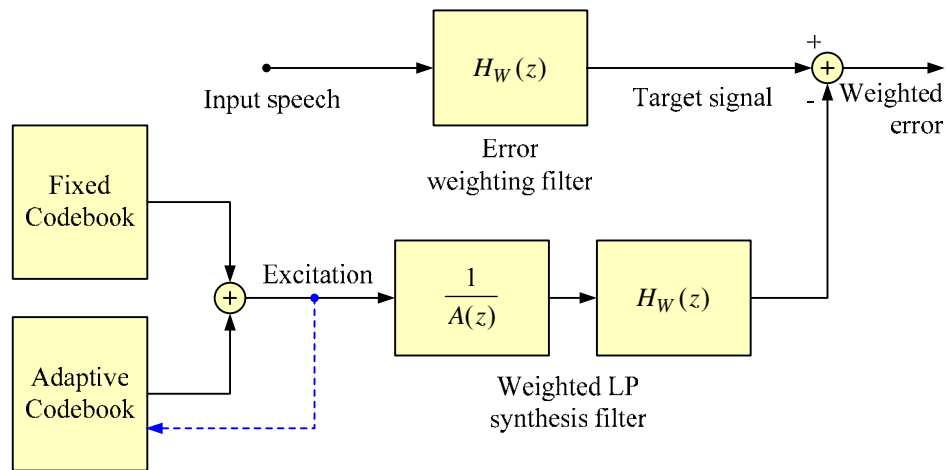 H_W(z)
+
+
-
Input speech
Target signal
Weighted
error
Error
weighting filter
Fixed
Codebook
Excitation
+
1
A(z)
H_W(z)
Adaptive
Codebook
Weighted LP
synthesis filter